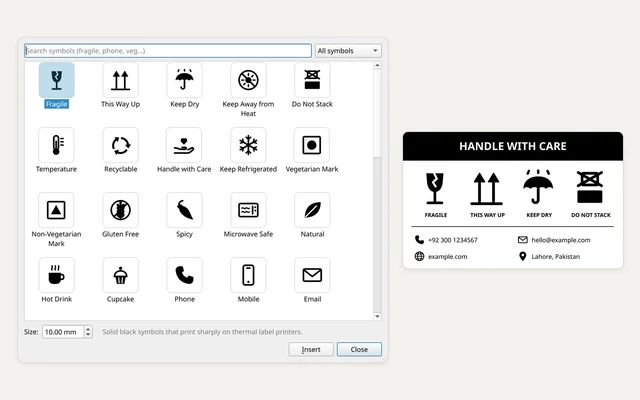 Search symbols (fragile, phone, veg...)
All symbols
Fragile
This Way Up
Keep Dry
Keep Away from
Heat
Do Not Stack
Temperature
Recyclable
Handle with Care
Keep Refrigerated
Vegetarian Mark
Non-Vegetarian
Mark
Gluten Free
Spicy
Microwave Safe
Natural
Hot Drink
Cupcake
Phone
Mobile
Email
Size:
10.00 mm
Solid black symbols that print sharply on thermal label printers.
Insert
Close
HANDLE WITH CARE
FRAGILE
THIS WAY UP
KEEP DRY
DO NOT STACK
+92 300 1234567
hello@example.com
example.com
Lahore, Pakistan